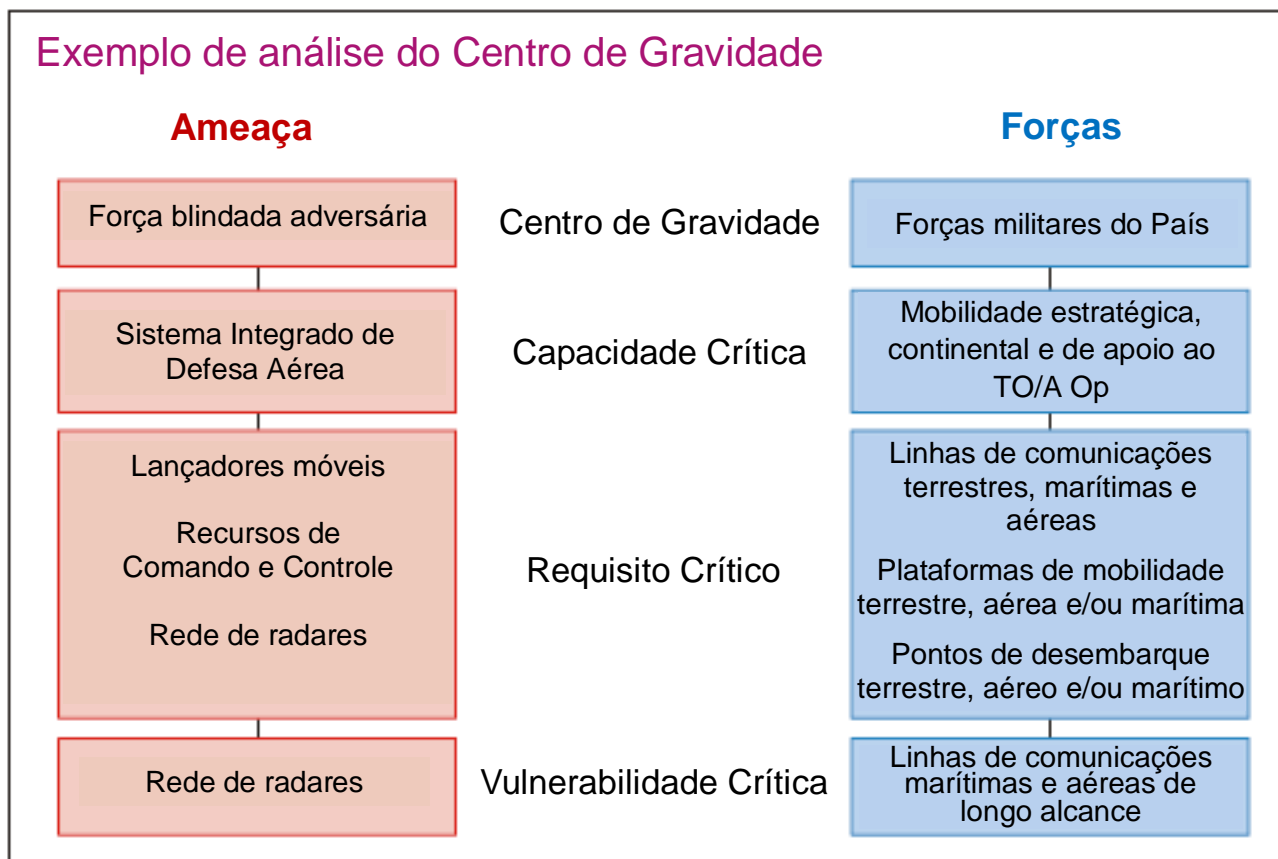 Exemplo de análise do Centro de Gravidade
Ameaça
Forças
Força blindada adversária
Centro de Gravidade
Forças militares do País
Sistema Integrado de
Defesa Aérea
Capacidade Crítica
Mobilidade estratégica,
continental e de apoio ao
TO/A Op
Lançadores móveis
Recursos de
Comando e Controle
Rede de radares
Requisito Crítico
Linhas de comunicações
terrestres, marítimas e
aéreas
Plataformas de mobilidade
terrestre, aérea e/ou marítima
Pontos de desembarque
terrestre, aéreo e/ou marítimo
Rede de radares
Vulnerabilidade Crítica
Linhas de comunicações
marítimas e aéreas de
longo alcance